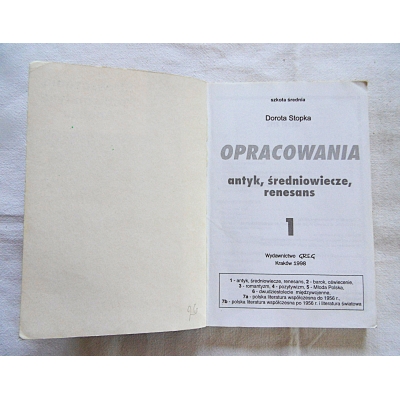 szkoła średnia
Dorota Stopka
OPRACOWANIA
antyk, średniowiecze,
renesans
1
Wydawnictwo GREG
Kraków 1998
1 - antyk, średniowiecze, renesans, 2 - barok, oświecenie,
3 - romantyzm, 4 - pozytywizm, 5 - Młoda Polska,
6 - dwudziestolecie międzywojenne,
7a - polska literatura współczesna do 1956 r.,
7b - polska literatura współczesna po 1956 r. i literatura światowa